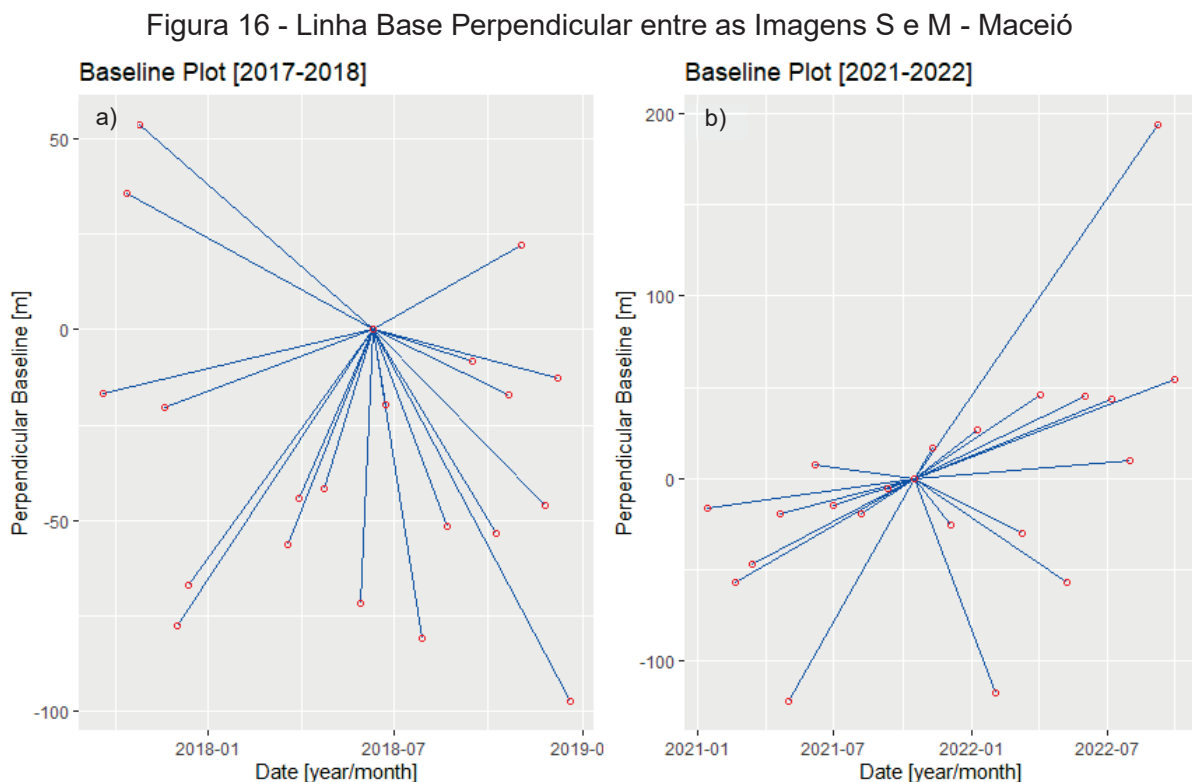 Figura 16 - Linha Base Perpendicular entre as Imagens S e M - Maceió
Baseline Plot [2017-2018]
a)
50
0
-50
-100
Perpendicular Baseline [m]
2018-01
2018-07
2019-0
Date [year/month]
Baseline Plot [2021-2022]
b)
200
100
0
-100
Perpendicular Baseline [m]
2021-01
2021-07
2022-01
2022-07
Date [year/month]